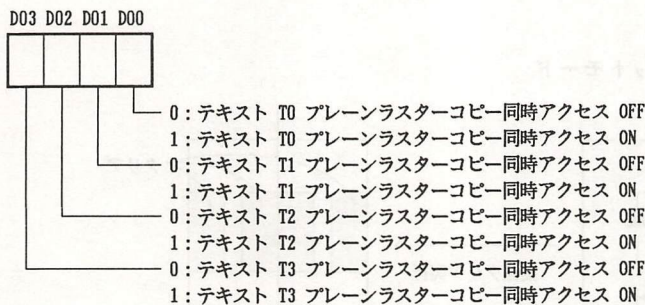 D03 D02 D01 D00
0:テキスト T0 プレーンラスターコピー同時アクセス OFF
1:テキスト T0 プレーンラスターコピー同時アクセス ON
0:テキスト T1 プレーンラスターコピー同時アクセス OFF
1:テキスト T1 プレーンラスターコピー同時アクセス ON
0:テキスト T2 プレーンラスターコピー同時アクセス OFF
1:テキスト T2 プレーンラスターコピー同時アクセス ON
0:テキスト T3 プレーンラスターコピー同時アクセス OFF
1:テキスト T3 プレーンラスターコピー同時アクセス ON